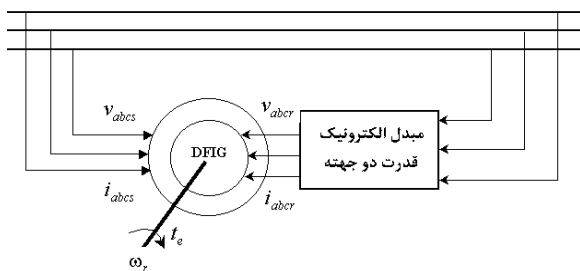 v_abcs
v_abcr
DFIG
مبدل الکترونیک
قدرت دو جهته
i_abcs
i_abcr
t_e
ω_r